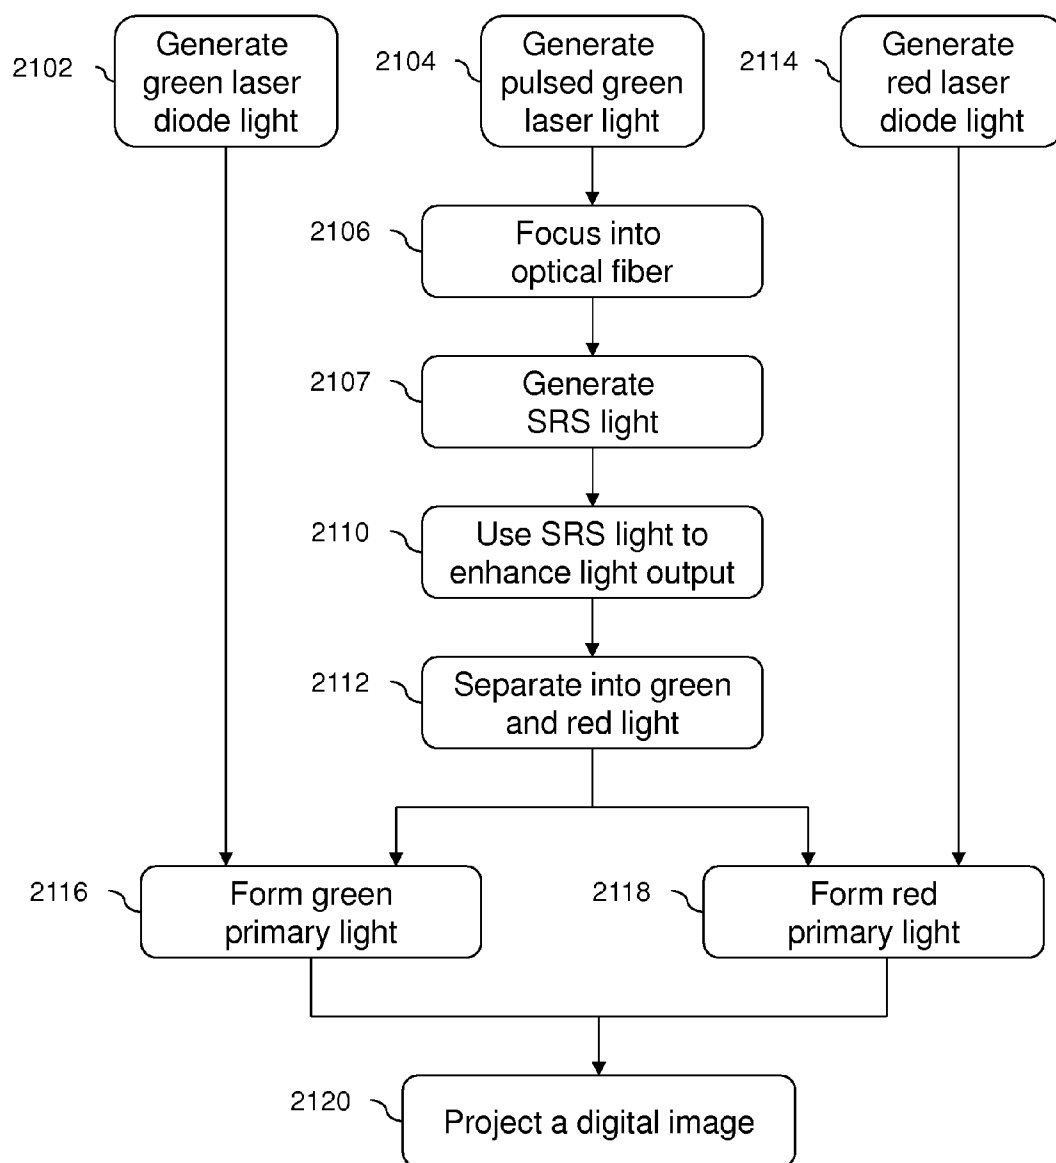 2102
Generate
green laser
diode light
2104
Generate
pulsed green
laser light
2114
Generate
red laser
diode light
2106
Focus into
optical fiber
2107
Generate
SRS light
2110
Use SRS light to
enhance light output
2112
Separate into green
and red light
2116
Form green
primary light
2118
Form red
primary light
2120
Project a digital image